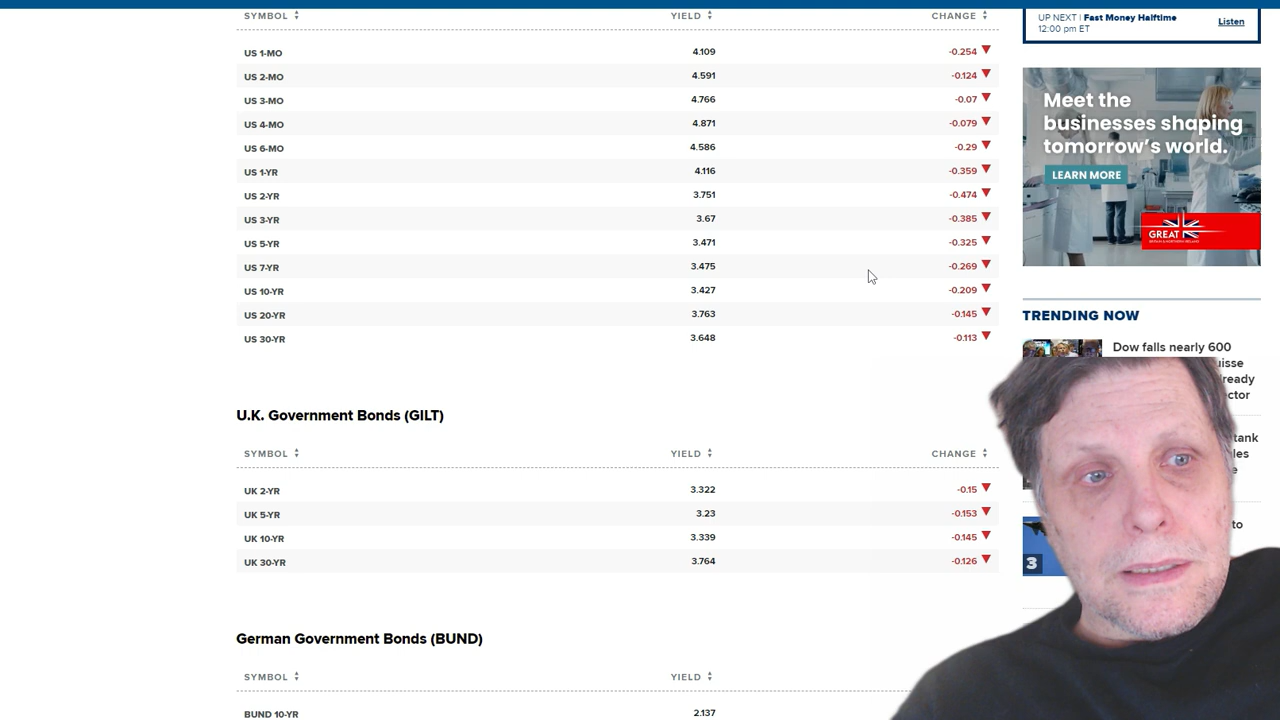 SYMBOL YIELD CHANGE
US 1-MO 4.109 -0.254
US 2-MO 4.591 -0.124
US 3-MO 4.766 -0.07
US 4-MO 4.871 -0.079
US 6-MO 4.586 -0.29
US 1-YR 4.116 -0.359
US 2-YR 3.751 -0.474
US 3-YR 3.67 -0.385
US 5-YR 3.471 -0.325
US 7-YR 3.475 -0.269
US 10-YR 3.427 -0.209
US 20-YR 3.763 -0.145
US 30-YR 3.648 -0.113
U.K. Government Bonds (GILT)
SYMBOL YIELD CHANGE
UK 2-YR 3.322 -0.15
UK 5-YR 3.23 -0.153
UK 10-YR 3.339 -0.145
UK 30-YR 3.764 -0.126
German Government Bonds (BUND)
SYMBOL YIELD
BUND 10-YR 2.137
UP NEXT | Fast Money Halftime
12:00 pm ET
Listen
Meet the
businesses shaping
tomorrow's world.
LEARN MORE
GREAT
BRITAIN & NORTHERN IRELAND
TRENDING NOW
Dow falls nearly 600
3
to